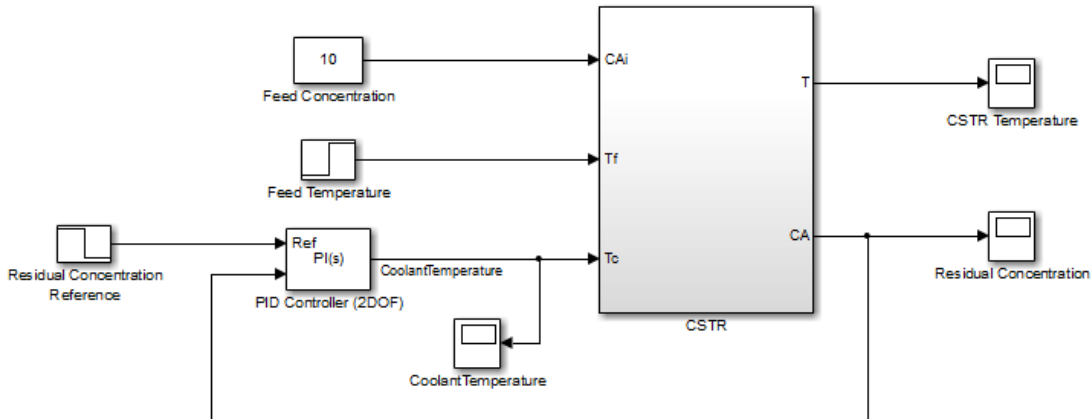 10
Feed Concentration
CAi
T
CSTR Temperature
Tf
Feed Temperature
Ref
PI(s)
CoolantTemperature
Tc
CA
Residual Concentration
Reference
PID Controller (2DOF)
Residual Concentration
CSTR
CoolantTemperature